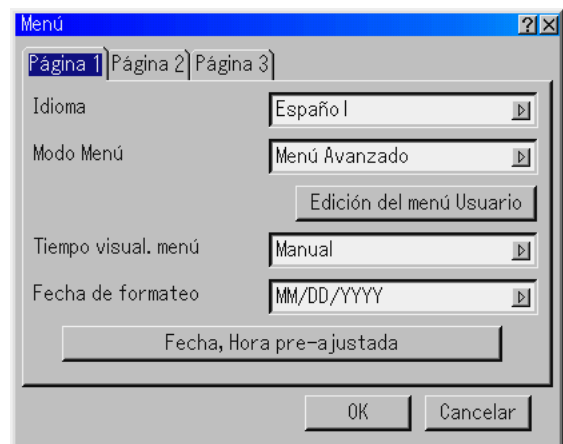 Menú
Página 1 Página 2 Página 3
Idioma Español
Modo Menú Menú Avanzado
Edición del menú Usuario
Tiempo visual. menú Manual
Fecha de formateo MM/DD/YYYY
Fecha, Hora pre-ajustada
OK Cancelar